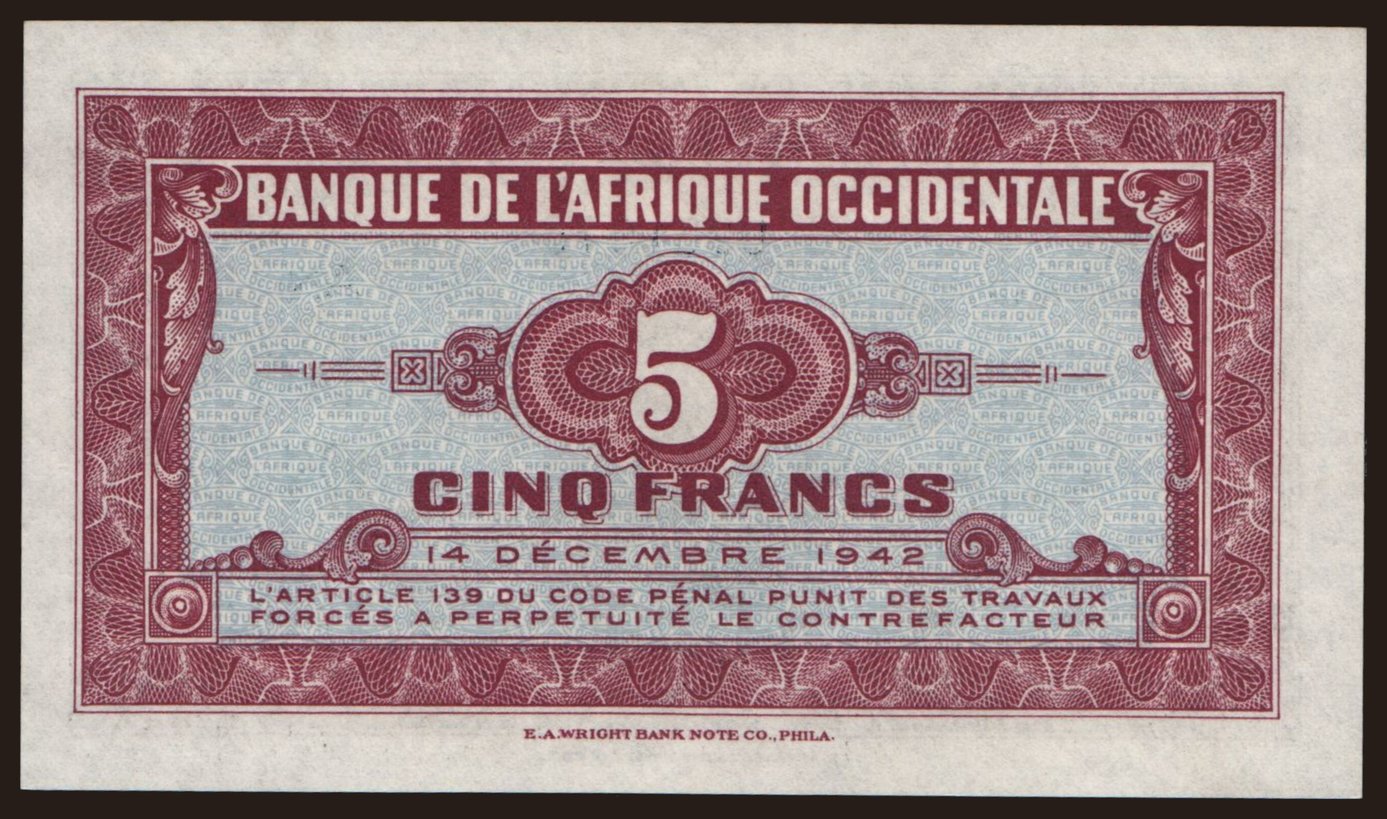 BANQUE DE L'AFRIQUE OCCIDENTALE
5
CINQ FRANCS
14 DÉCEMBRE 1942
L'ARTICLE 139 DU CODE PÉNAL PUNIT DES TRAVAUX
FORCÉS A PERPETUITÉ LE CONTREFACTEUR
E.A.WRIGHT BANK NOTE CO., PHILA.